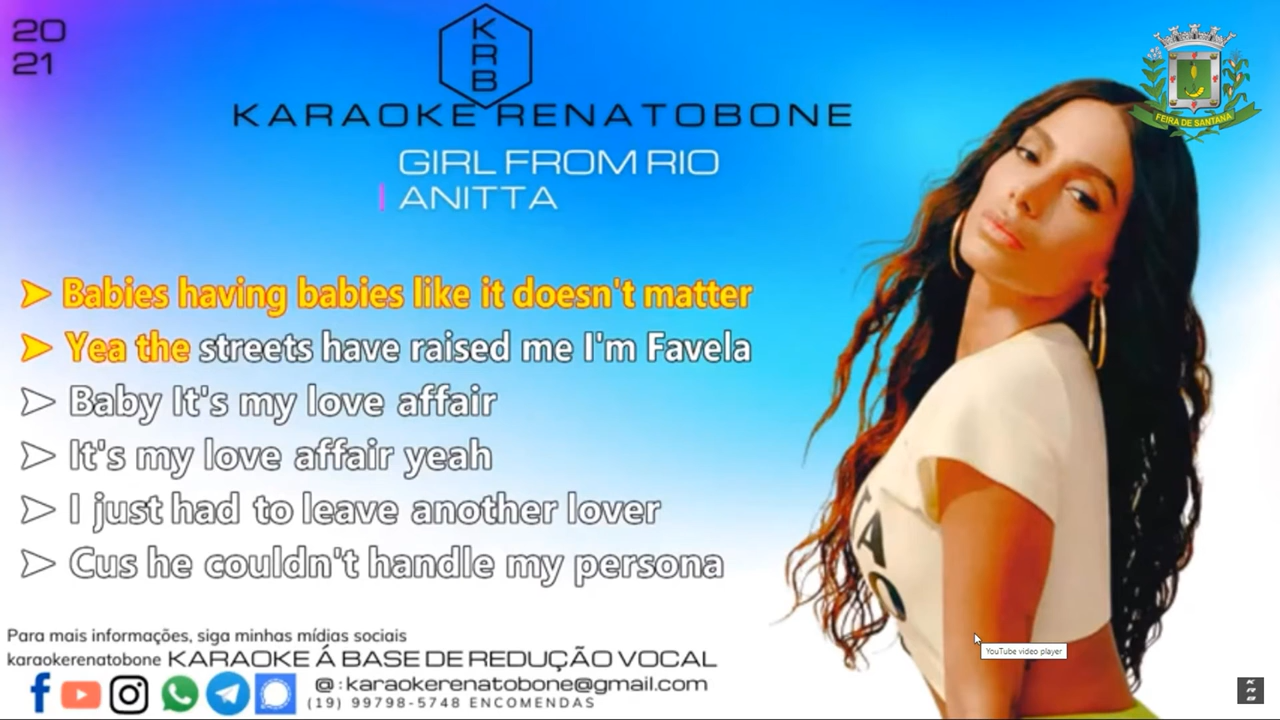 20
21
K
R
B
KARAOKE RENATOBONE
GIRL FROM RIO
ANITTA
FEIRA DE SANTANA
Babies having babies like it doesn't matter
Yea the streets have raised me I'm Favela
Baby It's my love affair
It's my love affair yeah
I just had to leave another lover
Cus he couldn't handle my persona
Para mais informações, siga minhas mídias sociais
karaokerenatobone KARAOKE Á BASE DE REDUÇÃO VOCAL
@ : karaokerenatobone@gmail.com
(19) 99798-5748 ENCOMENDAS
YouTube video player
K
R
B